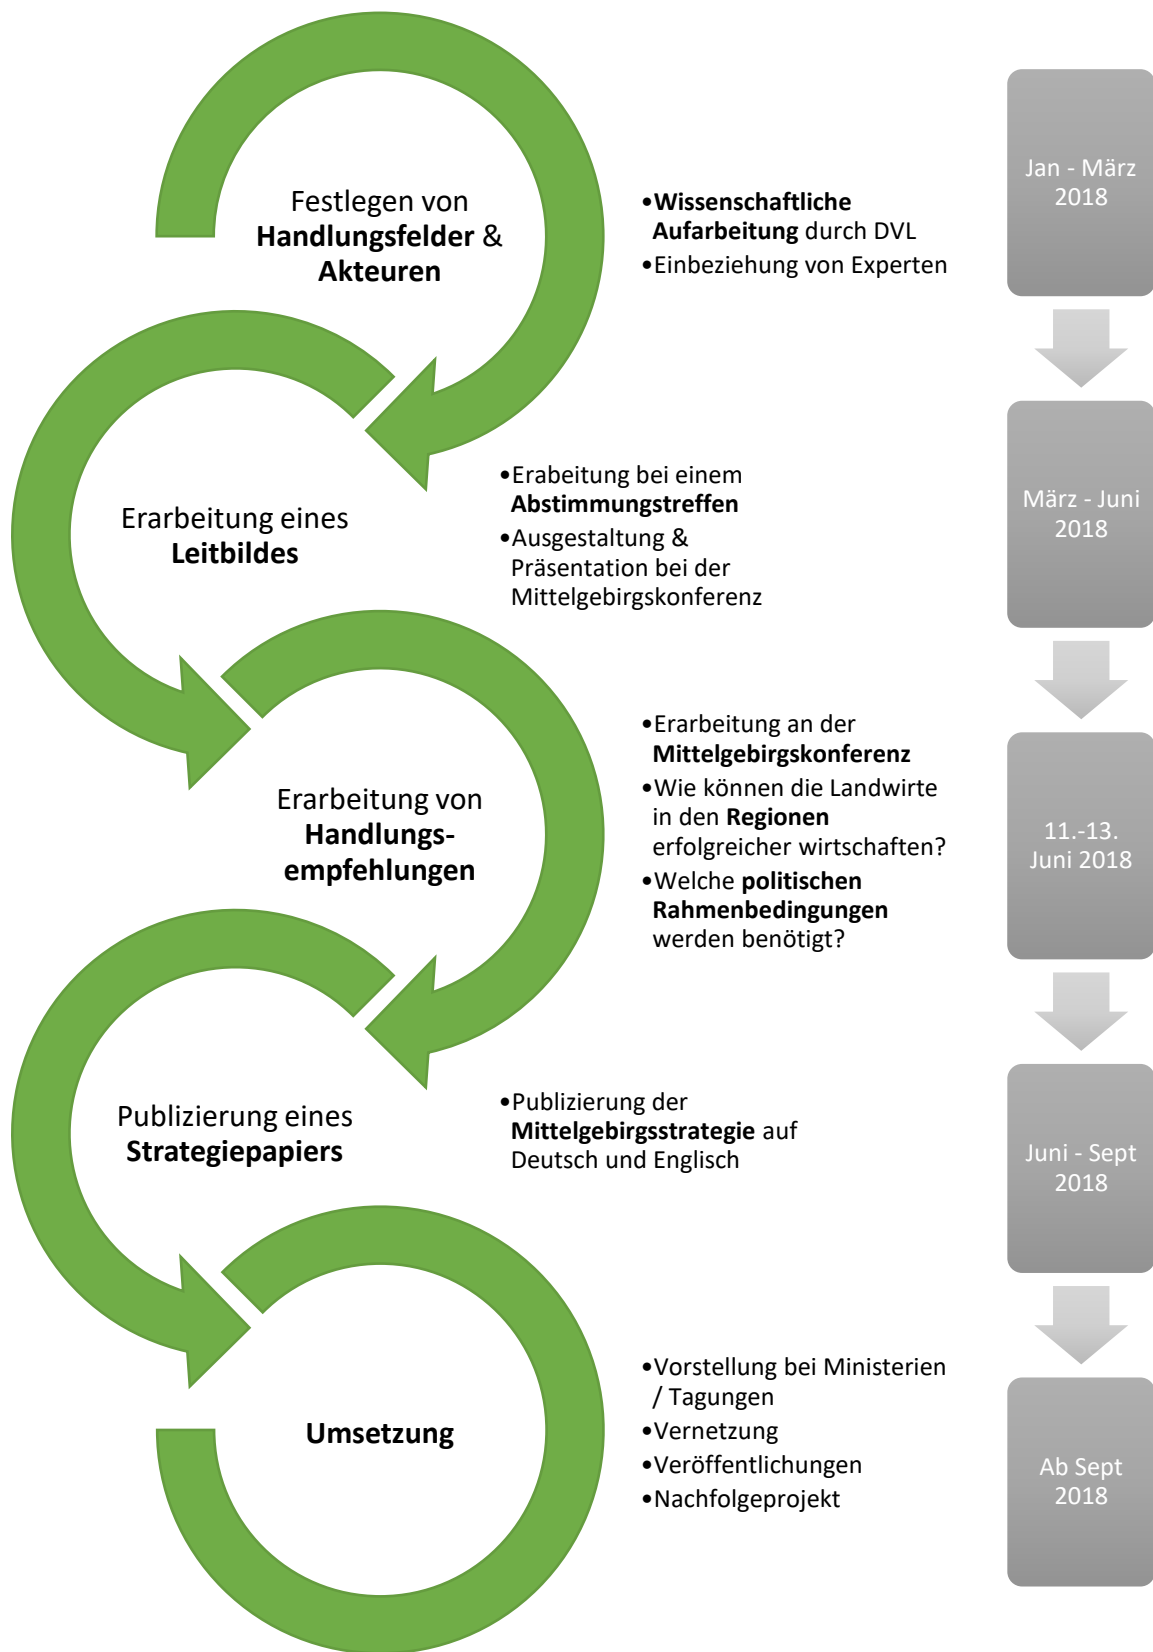 Festlegen von
Handlungsfelder &
Akteuren
•Wissenschaftliche
Aufarbeitung durch DVL
•Einbeziehung von Experten
Jan - März
2018
Erarbeitung eines
Leitbildes
•Erabeitung bei einem
Abstimmungstreffen
•Ausgestaltung &
Präsentation bei der
Mittelgebirgskonferenz
März - Juni
2018
Erarbeitung von
Handlungs-
empfehlungen
•Erarbeitung an der
Mittelgebirgskonferenz
•Wie können die Landwirte
in den Regionen
erfolgreicher wirtschaften?
•Welche politischen
Rahmenbedingungen
werden benötigt?
11.-13.
Juni 2018
Publizierung eines
Strategiepapiers
•Publizierung der
Mittelgebirgsstrategie auf
Deutsch und Englisch
Juni - Sept
2018
Umsetzung
•Vorstellung bei Ministerien
/ Tagungen
•Vernetzung
•Veröffentlichungen
•Nachfolgeprojekt
Ab Sept
2018